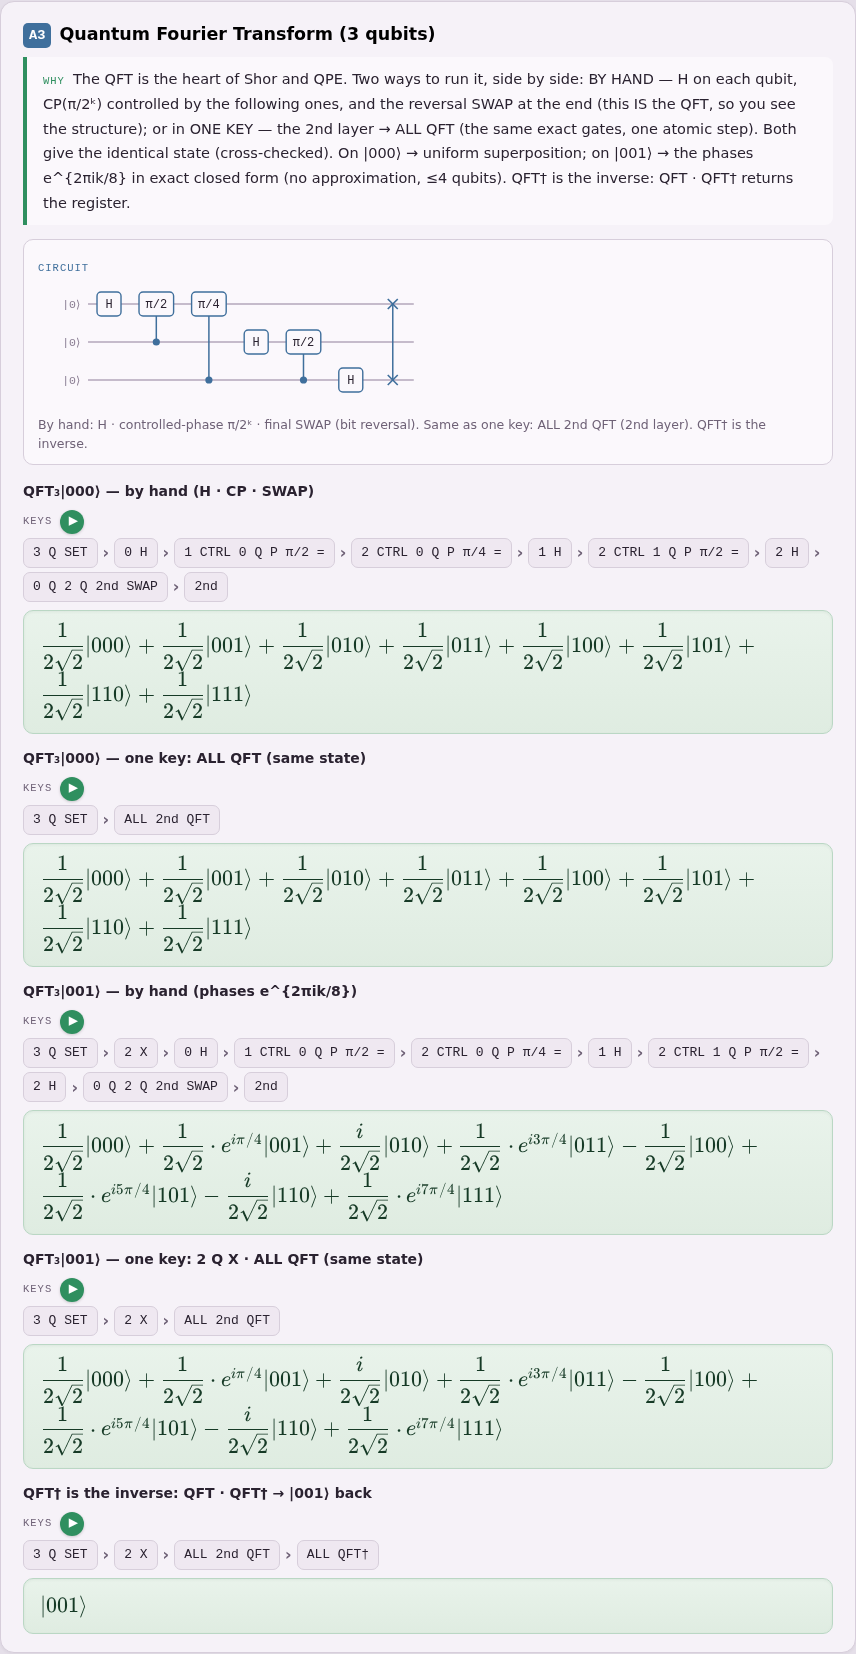 A3 Quantum Fourier Transform (3 qubits)
WHY The QFT is the heart of Shor and QPE. Two ways to run it, side by side: BY HAND — H on each qubit,
CP(π/2ᵏ) controlled by the following ones, and the reversal SWAP at the end (this IS the QFT, so you see
the structure); or in ONE KEY — the 2nd layer → ALL QFT (the same exact gates, one atomic step). Both
give the identical state (cross-checked). On |000⟩ → uniform superposition; on |001⟩ → the phases
e^{2πik/8} in exact closed form (no approximation, ≤4 qubits). QFT† is the inverse: QFT · QFT† returns
the register.
CIRCUIT
|0⟩ H π/2 π/4
|0⟩ H π/2
|0⟩ H
By hand: H · controlled-phase π/2ᵏ · final SWAP (bit reversal). Same as one key: ALL 2nd QFT (2nd layer). QFT† is the
inverse.
QFT₃|000⟩ — by hand (H · CP · SWAP)
KEYS
3 Q SET › 0 H › 1 CTRL 0 Q P π/2 = › 2 CTRL 0 Q P π/4 = › 1 H › 2 CTRL 1 Q P π/2 = › 2 H ›
0 Q 2 Q 2nd SWAP › 2nd
1/(2√2)|000⟩ + 1/(2√2)|001⟩ + 1/(2√2)|010⟩ + 1/(2√2)|011⟩ + 1/(2√2)|100⟩ + 1/(2√2)|101⟩ +
1/(2√2)|110⟩ + 1/(2√2)|111⟩
QFT₃|000⟩ — one key: ALL QFT (same state)
KEYS
3 Q SET › ALL 2nd QFT
1/(2√2)|000⟩ + 1/(2√2)|001⟩ + 1/(2√2)|010⟩ + 1/(2√2)|011⟩ + 1/(2√2)|100⟩ + 1/(2√2)|101⟩ +
1/(2√2)|110⟩ + 1/(2√2)|111⟩
QFT₃|001⟩ — by hand (phases e^{2πik/8})
KEYS
3 Q SET › 2 X › 0 H › 1 CTRL 0 Q P π/2 = › 2 CTRL 0 Q P π/4 = › 1 H › 2 CTRL 1 Q P π/2 = ›
2 H › 0 Q 2 Q 2nd SWAP › 2nd
1/(2√2)|000⟩ + 1/(2√2) · e^{iπ/4}|001⟩ + i/(2√2)|010⟩ + 1/(2√2) · e^{i3π/4}|011⟩ − 1/(2√2)|100⟩ +
1/(2√2) · e^{i5π/4}|101⟩ − i/(2√2)|110⟩ + 1/(2√2) · e^{i7π/4}|111⟩
QFT₃|001⟩ — one key: 2 Q X · ALL QFT (same state)
KEYS
3 Q SET › 2 X › ALL 2nd QFT
1/(2√2)|000⟩ + 1/(2√2) · e^{iπ/4}|001⟩ + i/(2√2)|010⟩ + 1/(2√2) · e^{i3π/4}|011⟩ − 1/(2√2)|100⟩ +
1/(2√2) · e^{i5π/4}|101⟩ − i/(2√2)|110⟩ + 1/(2√2) · e^{i7π/4}|111⟩
QFT† is the inverse: QFT · QFT† → |001⟩ back
KEYS
3 Q SET › 2 X › ALL 2nd QFT › ALL QFT†
|001⟩